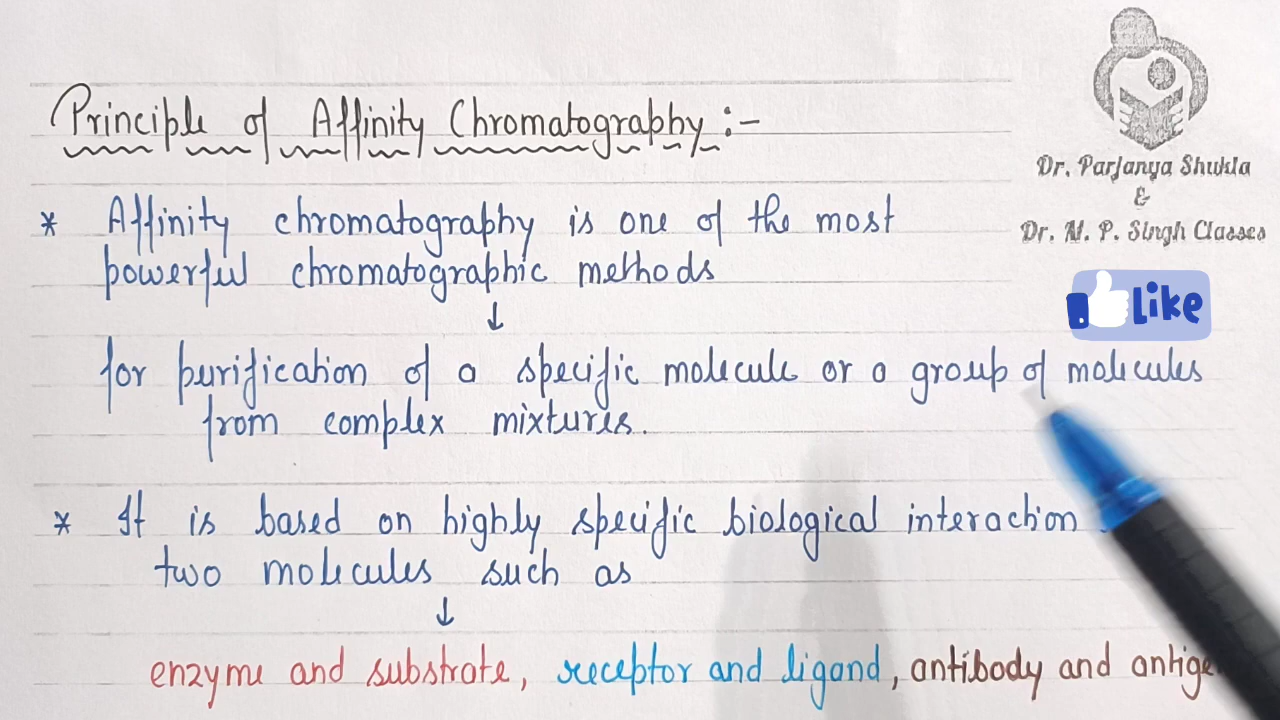 Principle of Affinity Chromatography :-
Dr. Parjanya Shukla
&
Dr. M. P. Singh Classes
* Affinity chromatography is one of the most
powerful chromatographic methods
↓
Like
for purification of a specific molecule or a group of molecules
from complex mixtures.
* It is based on highly specific biological interaction
two molecules such as
↓
enzyme and substrate, receptor and ligand, antibody and antige